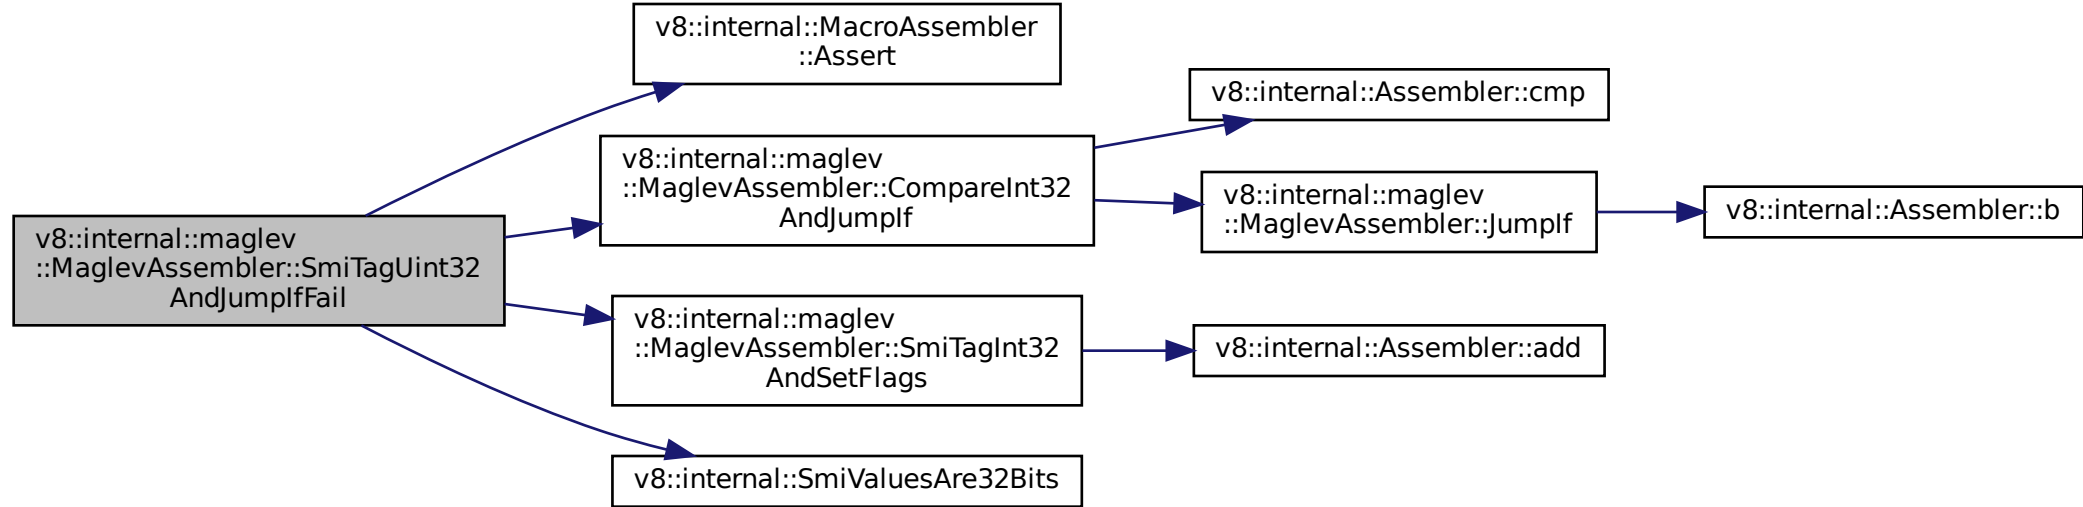 v8::internal::maglev
::MaglevAssembler::SmiTagUint32
AndJumpIfFail
v8::internal::MacroAssembler
::Assert
v8::internal::maglev
::MaglevAssembler::CompareInt32
AndJumpIf
v8::internal::Assembler::cmp
v8::internal::maglev
::MaglevAssembler::JumpIf
v8::internal::Assembler::b
v8::internal::maglev
::MaglevAssembler::SmiTagInt32
AndSetFlags
v8::internal::Assembler::add
v8::internal::SmiValuesAre32Bits